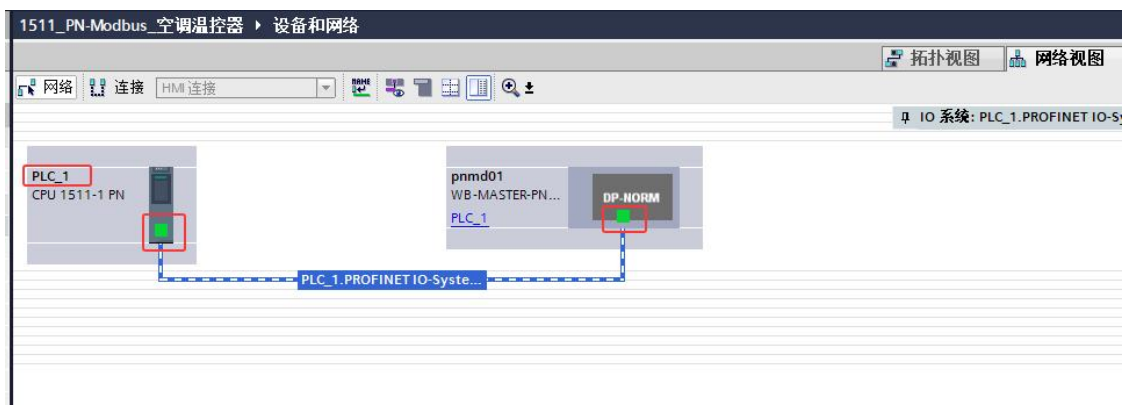 1511_PN-Modbus_空调温控器 ▸ 设备和网络
拓扑视图 网络视图
网络 连接 HMI 连接
IO 系统: PLC_1.PROFINET IO-Sy
PLC_1
CPU 1511-1 PN
pnmd01
WB-MASTER-PN...
PLC_1
DP-NORM
PLC_1.PROFINET IO-Syste...